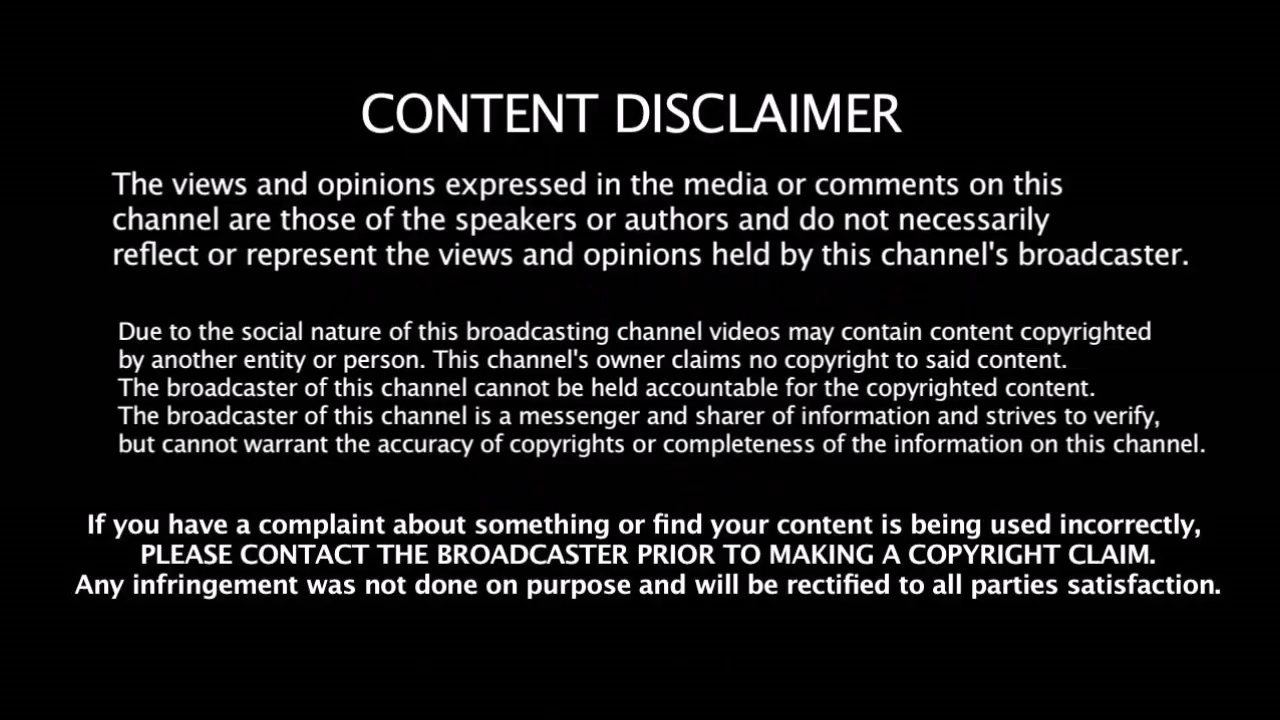 CONTENT DISCLAIMER
The views and opinions expressed in the media or comments on this
channel are those of the speakers or authors and do not necessarily
reflect or represent the views and opinions held by this channel's broadcaster.
Due to the social nature of this broadcasting channel videos may contain content copyrighted
by another entity or person. This channel's owner claims no copyright to said content.
The broadcaster of this channel cannot be held accountable for the copyrighted content.
The broadcaster of this channel is a messenger and sharer of information and strives to verify,
but cannot warrant the accuracy of copyrights or completeness of the information on this channel.
If you have a complaint about something or find your content is being used incorrectly,
PLEASE CONTACT THE BROADCASTER PRIOR TO MAKING A COPYRIGHT CLAIM.
Any infringement was not done on purpose and will be rectified to all parties satisfaction.